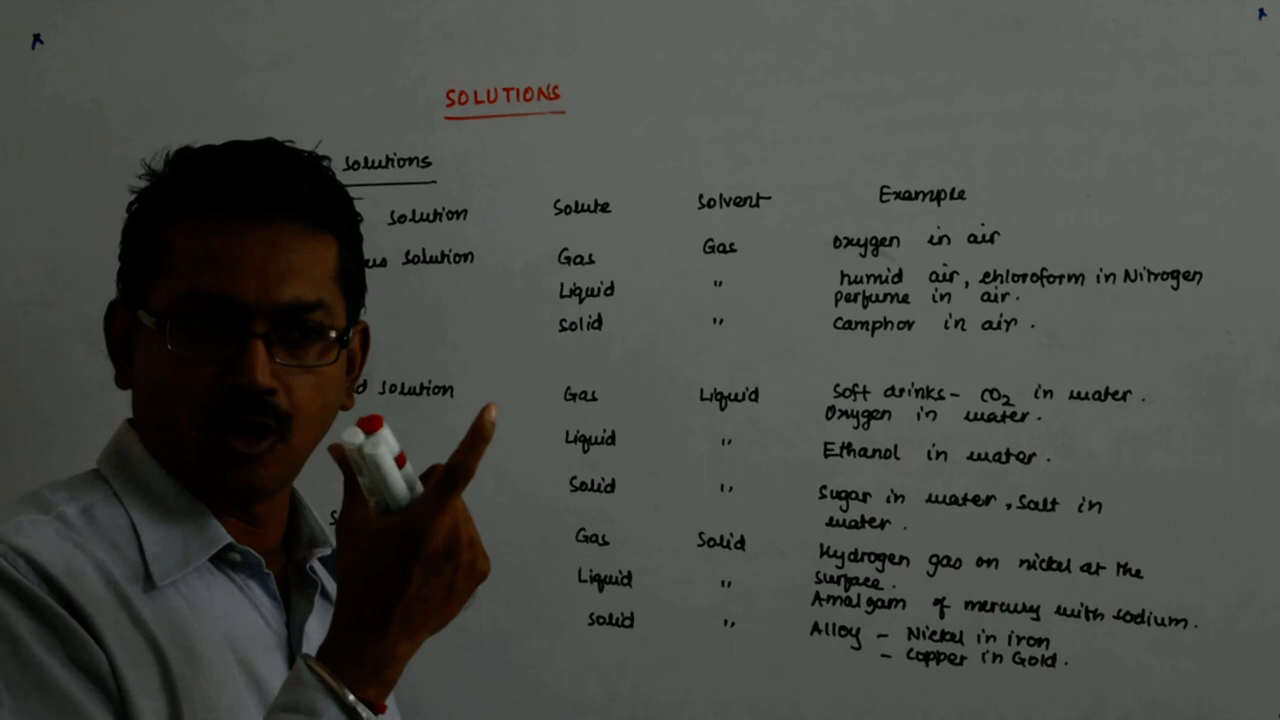 SOLUTIONS
solutions
solution Solute Solvent Example
solution Gas Gas Oxygen in air
Liquid " humid air, chloroform in Nitrogen
perfume in air.
Solid " Camphor in air.
solution Gas Liquid Soft drinks - CO₂ in water.
Oxygen in water.
Liquid " Ethanol in water.
Solid " Sugar in water, Salt in
water.
Gas Solid Hydrogen gas on nickel at the
surface.
Liquid " Amalgam of mercury with sodium.
Solid " Alloy - Nickel in iron
- Copper in Gold.